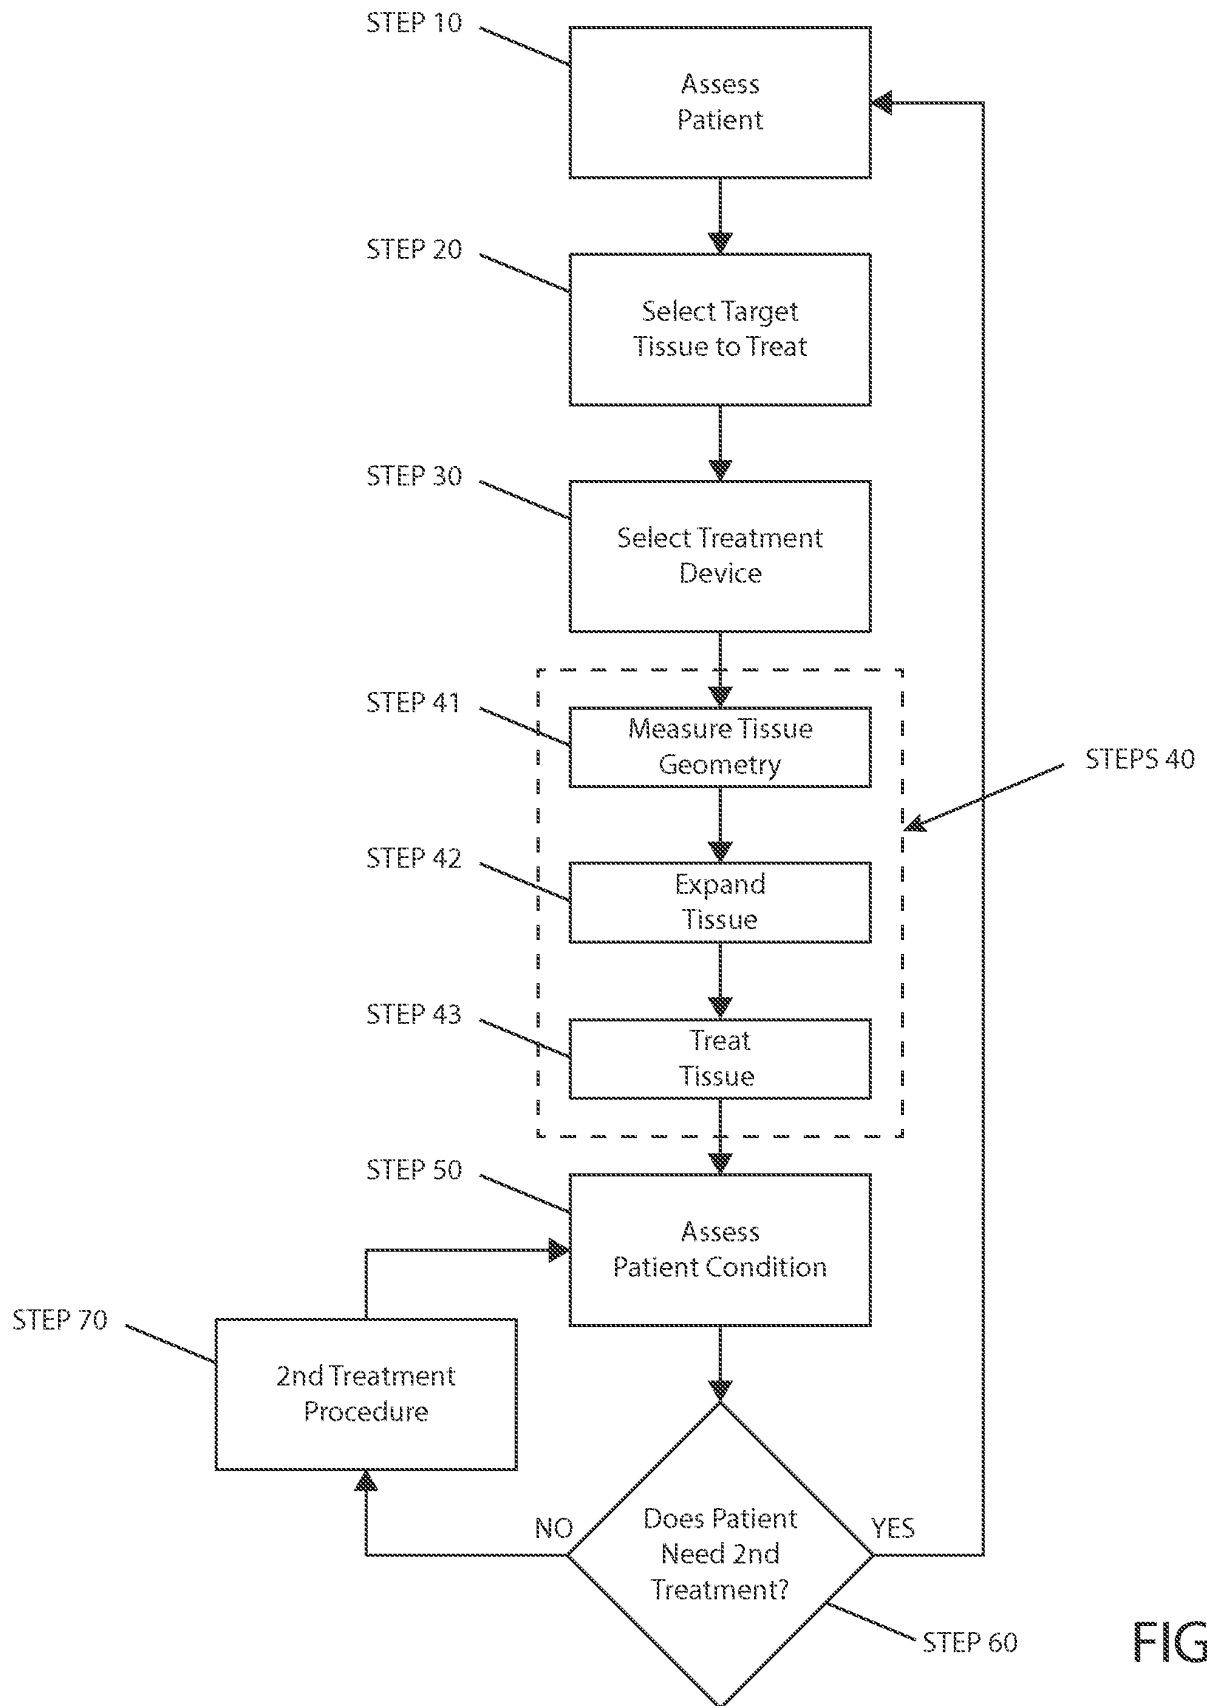 STEP 10
Assess
Patient
STEP 20
Select Target
Tissue to Treat
STEP 30
Select Treatment
Device
STEP 41
Measure Tissue
Geometry
STEPS 40
STEP 42
Expand
Tissue
STEP 43
Treat
Tissue
STEP 50
Assess
Patient Condition
STEP 70
2nd Treatment
Procedure
NO
Does Patient
Need 2nd
Treatment?
YES
STEP 60
FIG